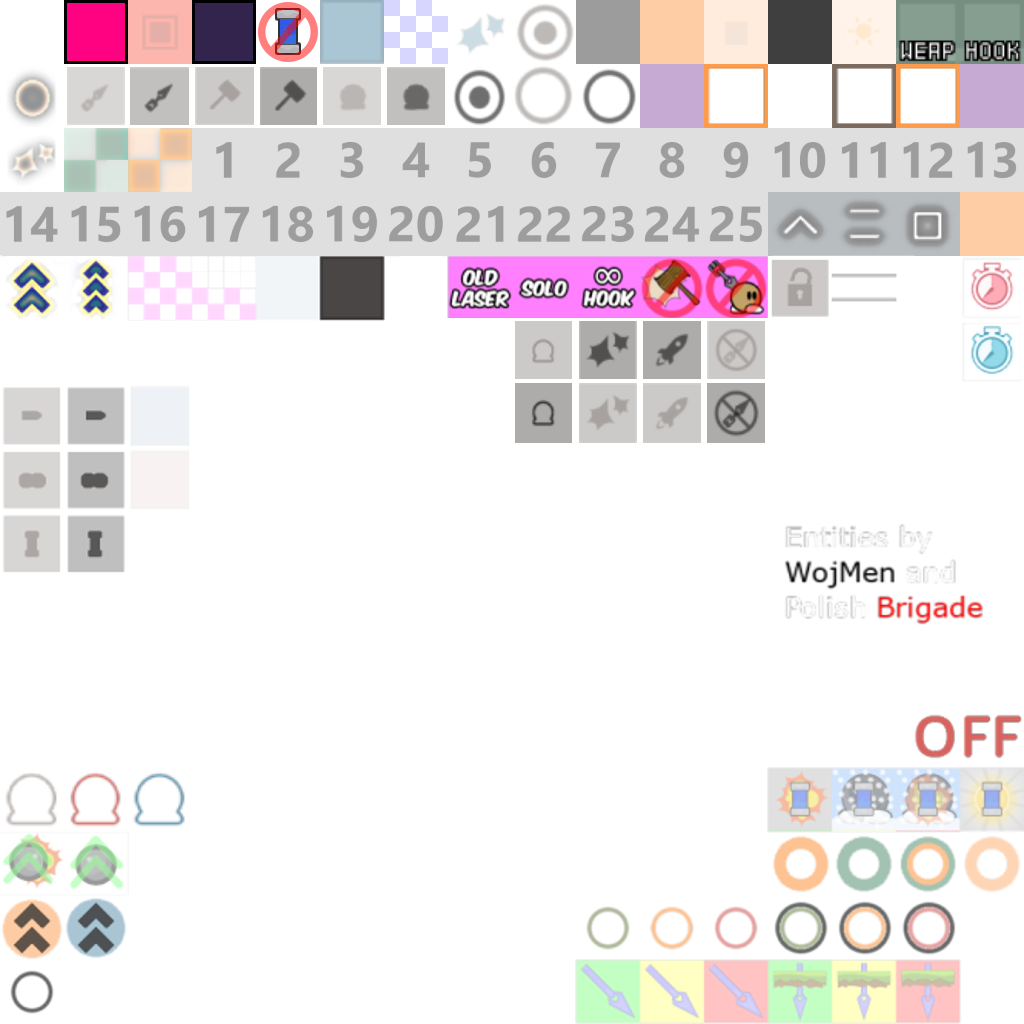 WEAP HOOK
1 2 3 4 5 6 7 8 9 10 11 12 13
14 15 16 17 18 19 20 21 22 23 24 25
OLD LASER
SOLO
∞ HOOK
Entities by
WojMen and
Polish Brigade
OFF